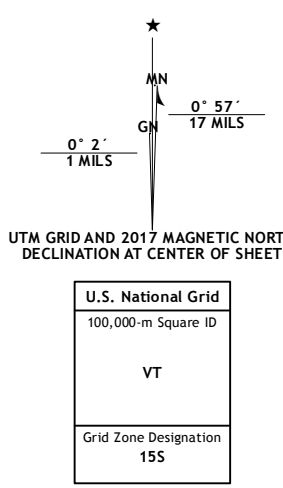 ★
MN
0° 57´
17 MILS
GN
0° 2´
1 MILS
UTM GRID AND 2017 MAGNETIC NORT
DECLINATION AT CENTER OF SHEET
U.S. National Grid
100,000-m Square ID
VT
Grid Zone Designation
15S